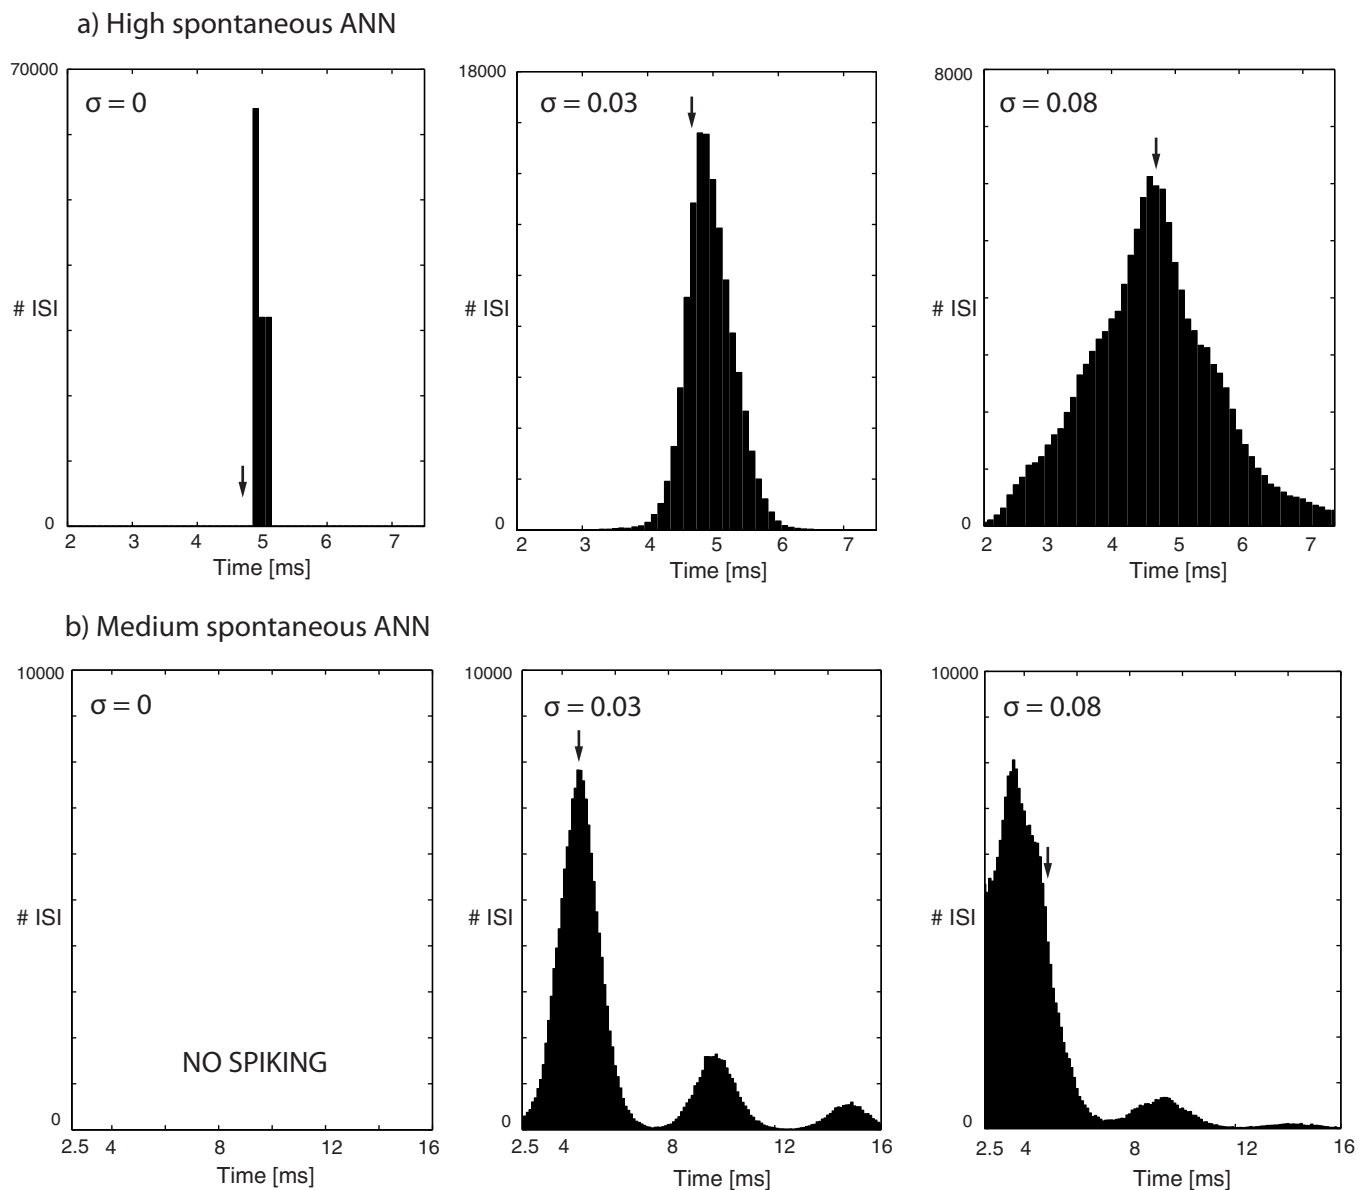 a) High spontaneous ANN
70000
σ = 0
# ISI
0
2 3 4 5 6 7
Time [ms]
18000
σ = 0.03
# ISI
0
2 3 4 5 6 7
Time [ms]
8000
σ = 0.08
# ISI
0
2 3 4 5 6 7
Time [ms]
b) Medium spontaneous ANN
10000
σ = 0
# ISI
NO SPIKING
0
2.5 4 8 12 16
Time [ms]
10000
σ = 0.03
# ISI
0
2.5 4 8 12 16
Time [ms]
10000
σ = 0.08
# ISI
0
2.5 4 8 12 16
Time [ms]